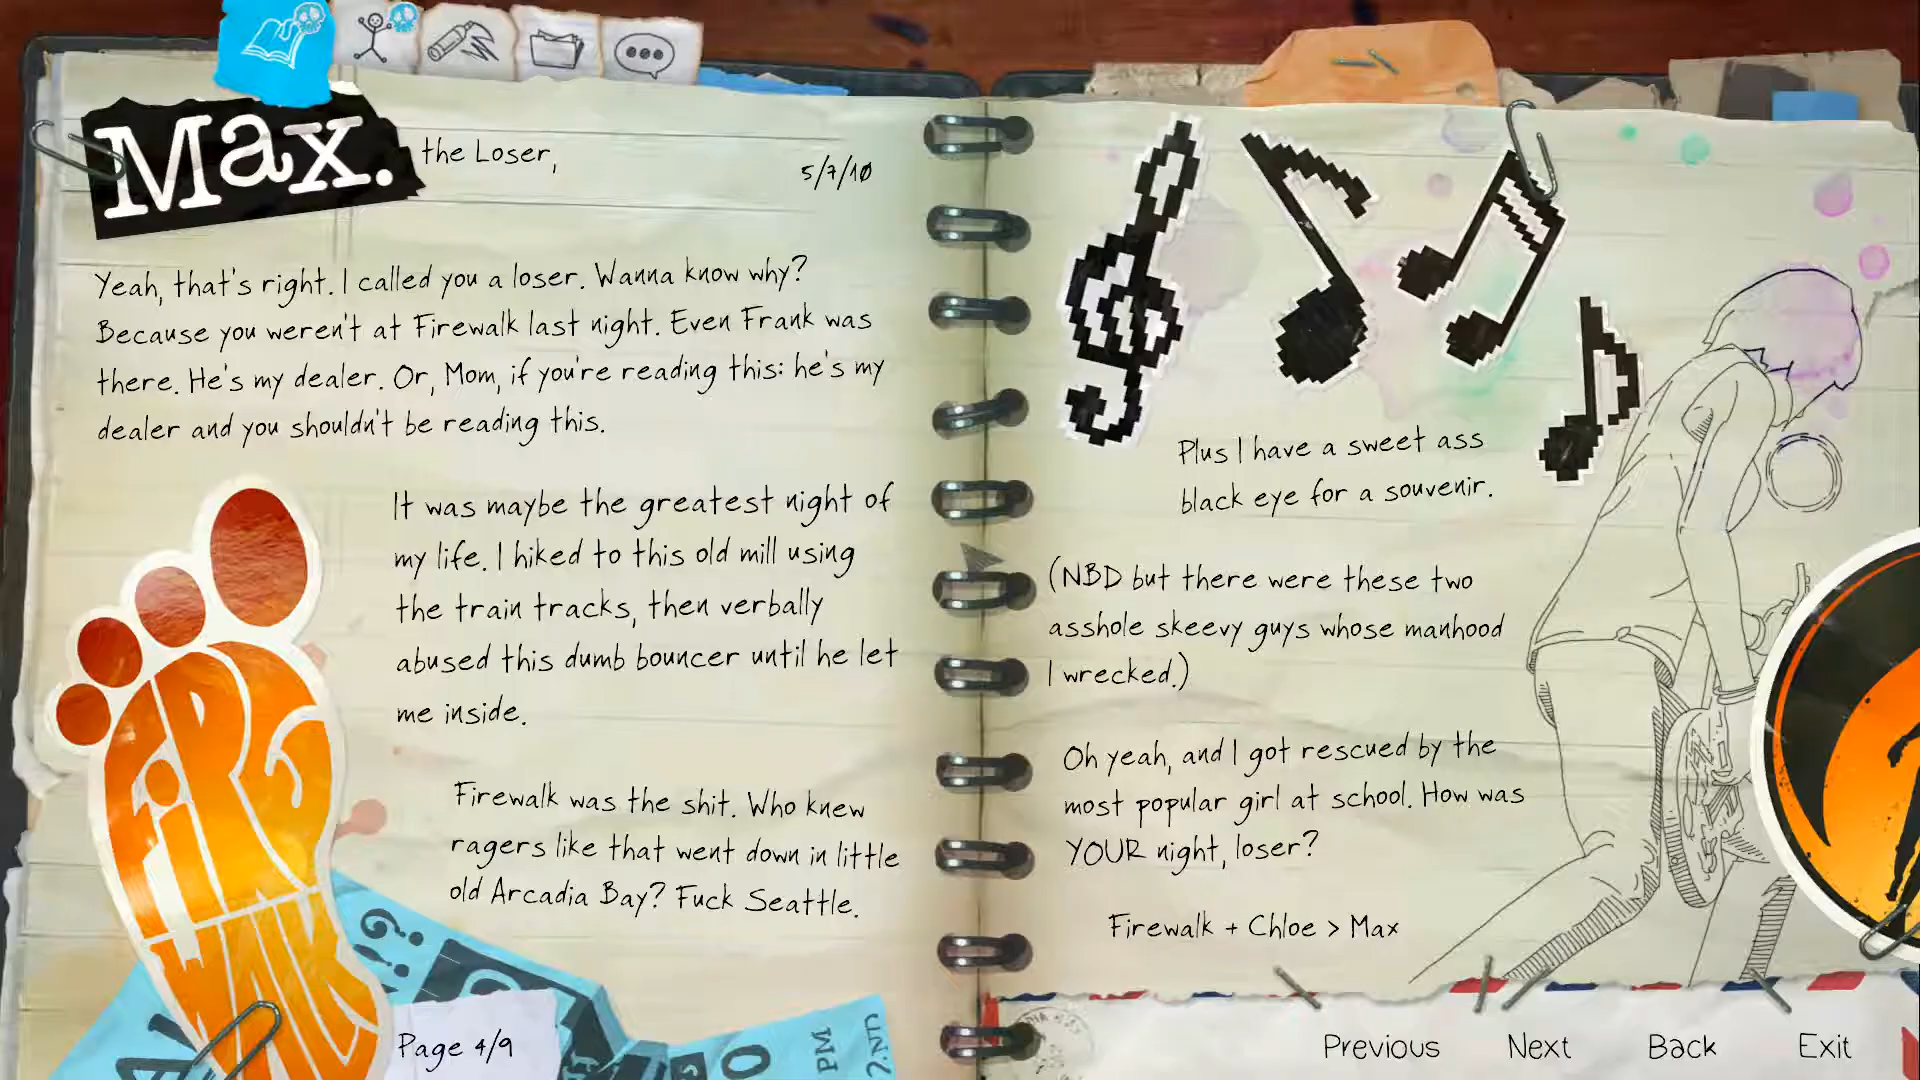 Max.
the Loser,
5/7/10
Yeah, that's right. I called you a loser. Wanna know why?
Because you weren't at Firewalk last night. Even Frank was
there. He's my dealer. Or, Mom, if you're reading this: he's my
dealer and you shouldn't be reading this.
It was maybe the greatest night of
my life. I hiked to this old mill using
the train tracks, then verbally
abused this dumb bouncer until he let
me inside.
Firewalk was the shit. Who knew
ragers like that went down in little
old Arcadia Bay? Fuck Seattle.
FIRE
WALK
PM
Page 4/9
Plus I have a sweet ass
black eye for a souvenir.
(NBD but there were these two
asshole skeevy guys whose manhood
I wrecked.)
Oh yeah, and I got rescued by the
most popular girl at school. How was
YOUR night, loser?
Firewalk + Chloe > Max
Previous
Next
Back
Exit